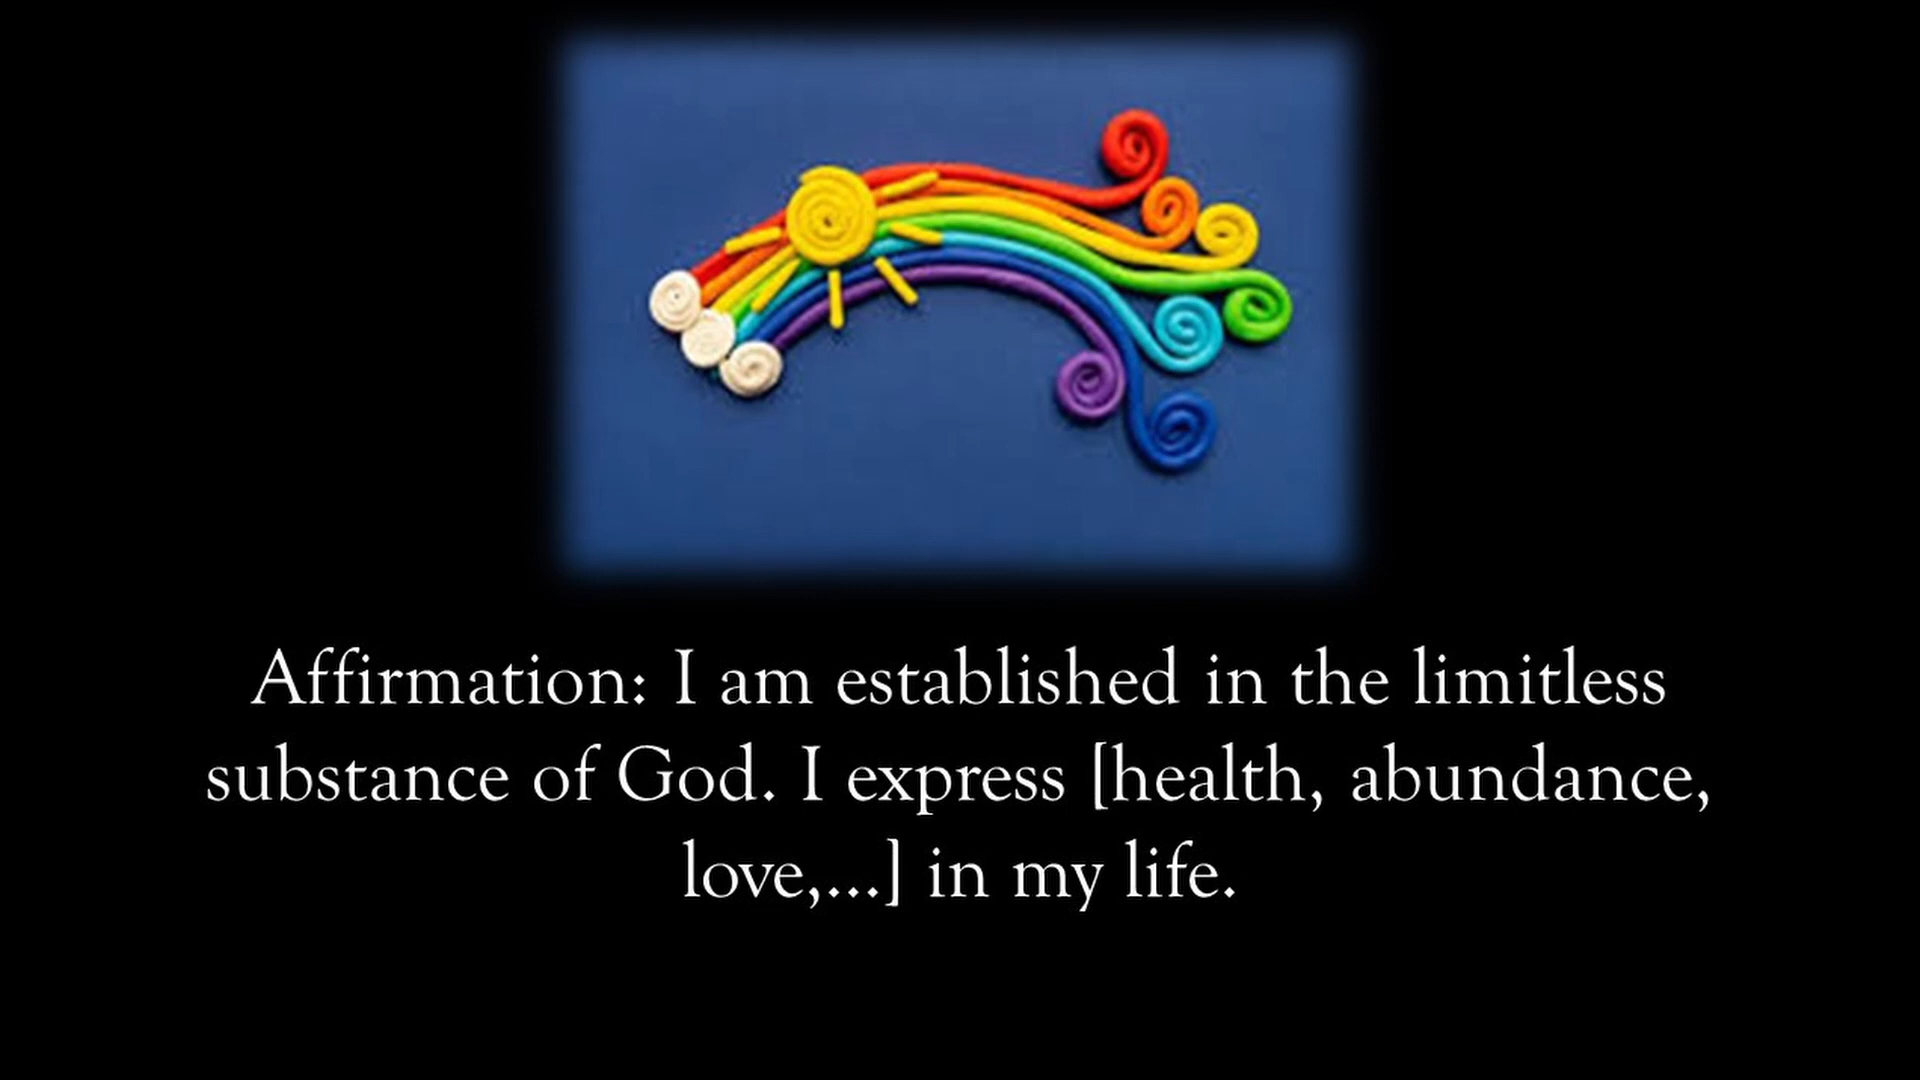 Affirmation: I am established in the limitless
substance of God. I express [health, abundance,
love,...] in my life.